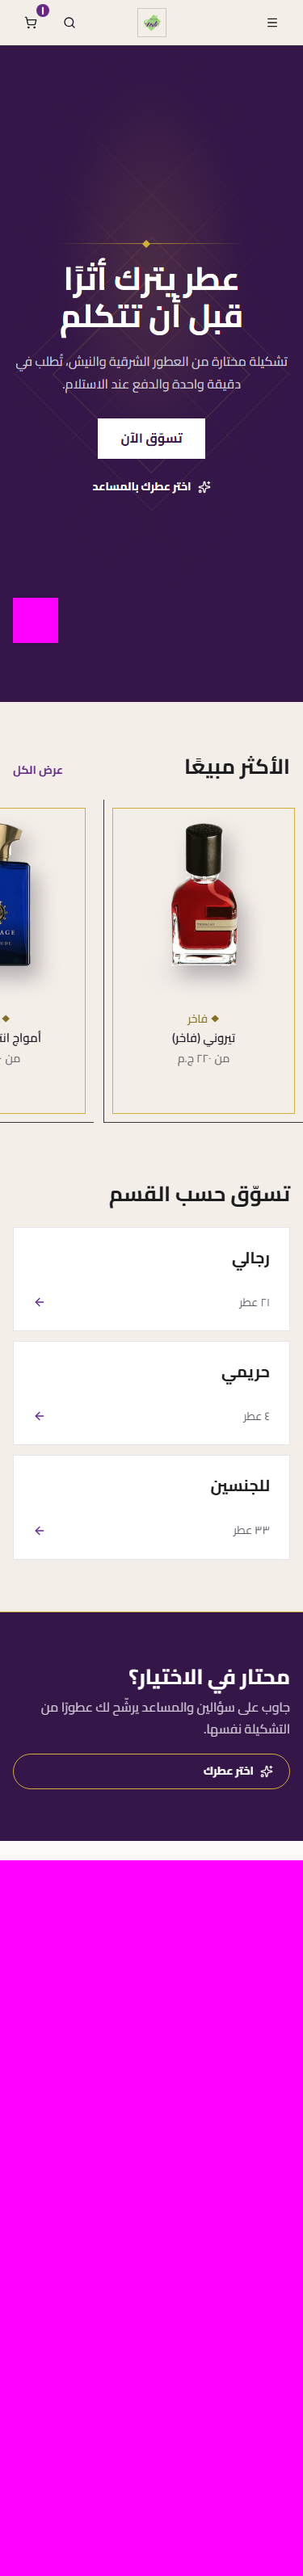 ١
عطر يترك أثرًا
قبل أن تتكلم
تشكيلة مختارة من العطور الشرقية والنيش، تُطلب في
دقيقة واحدة والدفع عند الاستلام.
تسوّق الآن
اختر عطرك بالمساعد
الأكثر مبيعًا
عرض الكل
فاخر
تيروني (فاخر)
من ٢٢٠ ج.م
أمواج
من
تسوّق حسب القسم
رجالي
٢١ عطر
حريمي
٤ عطر
للجنسين
٣٣ عطر
محتار في الاختيار؟
جاوب على سؤالين والمساعد يرشّح لك عطورًا من
التشكيلة نفسها.
اختر عطرك